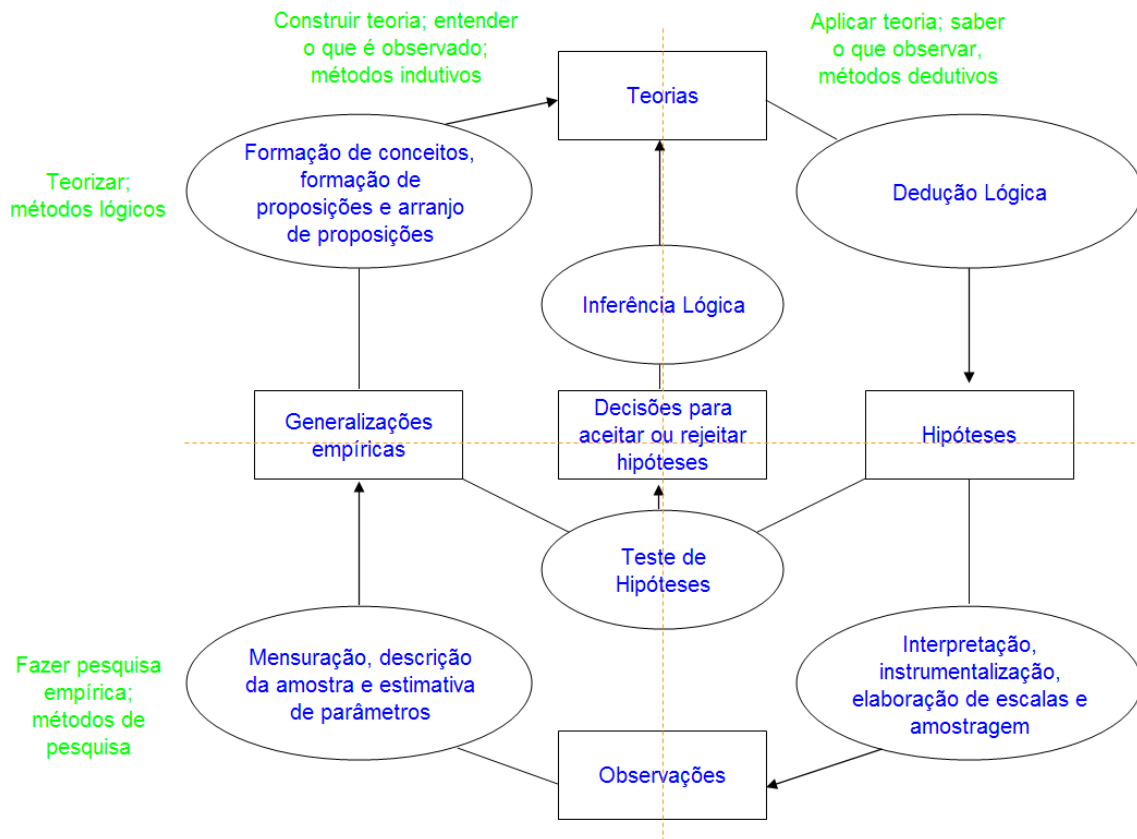 Construir teoria; entender
o que é observado;
métodos indutivos
Aplicar teoria; saber
o que observar,
métodos dedutivos
Teorias
Formação de conceitos,
formação de
proposições e arranjo
de proposições
Teorizar;
métodos lógicos
Dedução Lógica
Inferência Lógica
Generalizações
empíricas
Decisões para
aceitar ou rejeitar
hipóteses
Hipóteses
Teste de
Hipóteses
Fazer pesquisa
empírica;
métodos de
pesquisa
Mensuração, descrição
da amostra e estimativa
de parâmetros
Interpretação,
instrumentalização,
elaboração de escalas e
amostragem
Observações